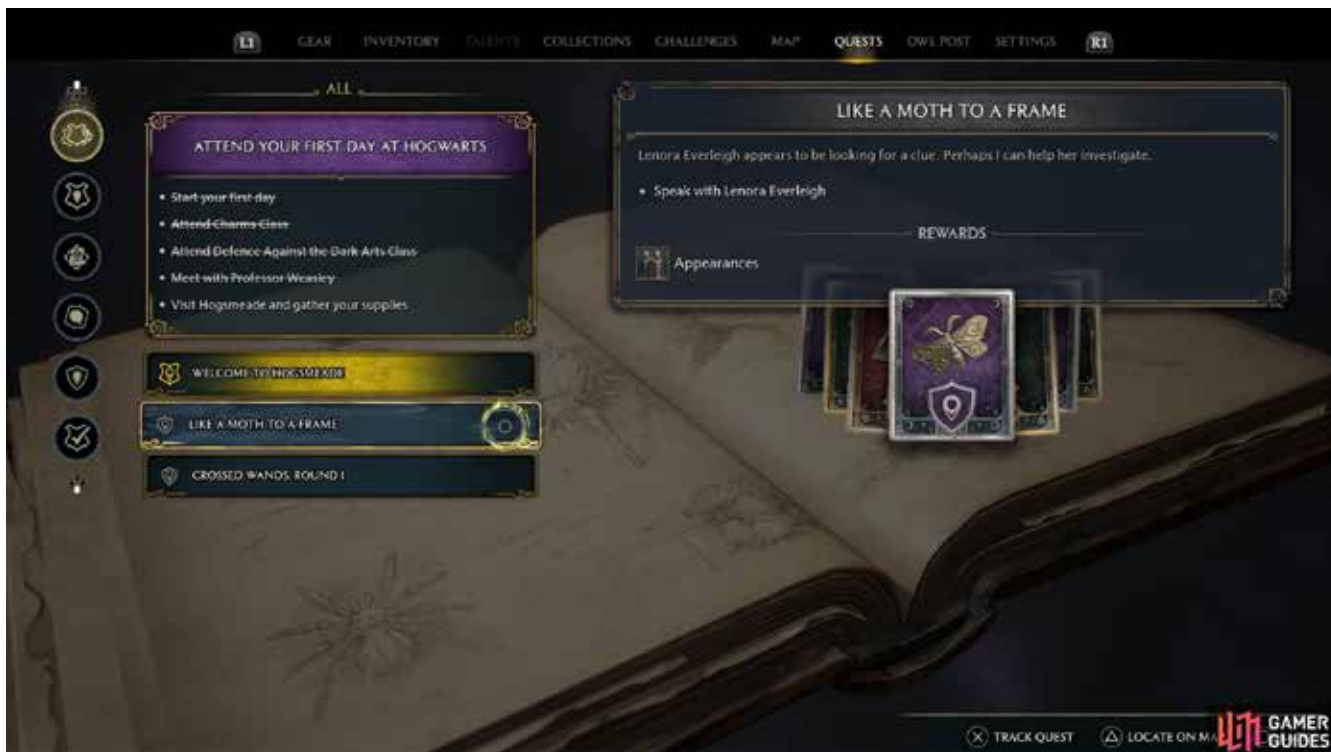 L1 GEAR INVENTORY TALENTS COLLECTIONS CHALLENGES MAP QUESTS OWL POST SETTINGS R1
ALL
ATTEND YOUR FIRST DAY AT HOGWARTS
• Start your first day
• Attend Charms Class
• Attend Defence Against the Dark Arts Class
• Meet with Professor Weasley
• Visit Hogsmeade and gather your supplies
WELCOME TO HOGSMEADE
LIKE A MOTH TO A FRAME
CROSSED WANDS: ROUND 1
LIKE A MOTH TO A FRAME
Lenora Everleigh appears to be looking for a clue. Perhaps I can help her investigate.
• Speak with Lenora Everleigh
REWARDS
Appearances
TRACK QUEST LOCATE ON MA
GAMER
GUIDES